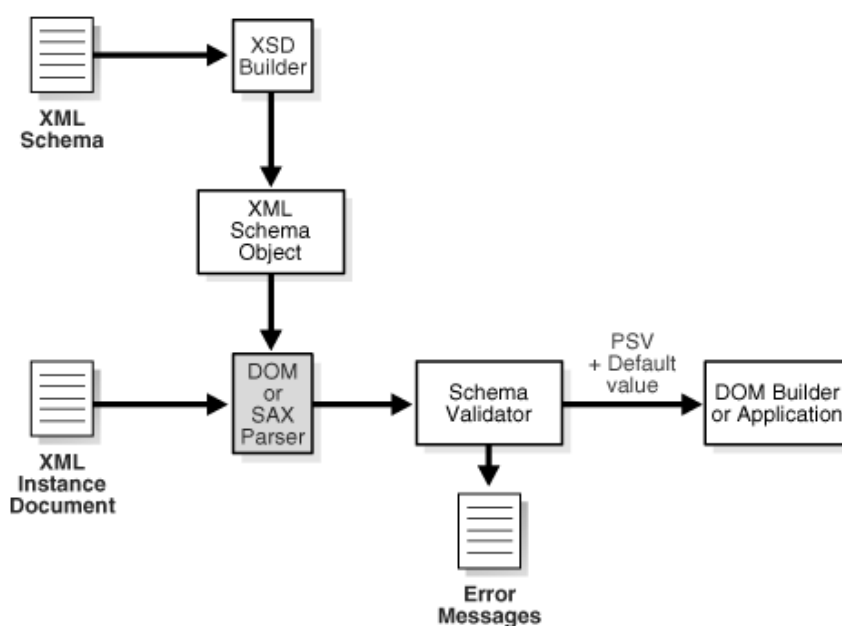 XSD
Builder
XML
Schema
XML
Schema
Object
PSV
+ Default
value
DOM
or
SAX
Parser
Schema
Validator
DOM Builder
or Application
XML
Instance
Document
Error
Messages